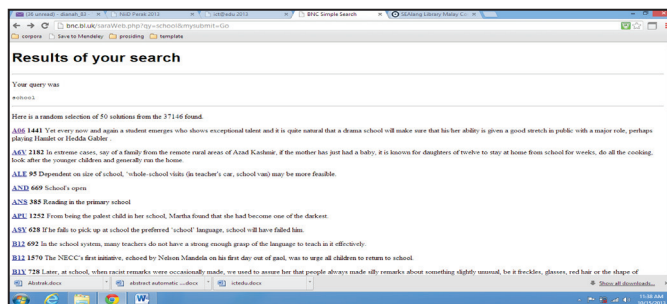 (36 unread) - dianah_82
NilD Perak 2012
ictl@edu 2012
BNC Simple Search
SEAlang Library Malay Co
bnc.bl.uk/saraWeb.php?qy=school&mysubmit=Go
corpora Save to Mendeley prosiding template
Results of your search
Your query was
school
Here is a random selection of 50 solutions from the 37146 found.
A06 1441 Yet every now and again a student emerges who shows exceptional talent and it is quite natural that a drama school will make sure that his/her ability is given a good stretch in public with a major role, perhaps
playing Hamlet or Hedda Gabler .
A6V 2182 In extreme cases, say of a family from the remote rural areas of Azad Kashmir, if the mother has just had a baby, it is known for daughters of twelve to stay at home from school for weeks, do all the cooking,
look after the younger children and generally run the home.
ALE 95 Dependent on size of school, 'whole-school visits (in teacher's car, school van) may be more feasible.
AND 669 School's open
ANS 385 Reading in the primary school
APU 1252 From being the palest child in her school, Martha found that she had become one of the darkest.
ASY 628 If he fails to pick up at school the preferred 'school' language, school will have failed him.
B12 692 In the school system, many teachers do not have a strong enough grasp of the language to teach in it effectively.
B12 1570 The NECC's first initiative, echoed by Nelson Mandela on his first day out of gaol, was to urge all children to return to school.
B1Y 728 Later, at school, when racist remarks were occasionally made, we used to assure her that people always made silly remarks about something slightly unusual, be it freckles, glasses, red hair or the shape of
Abstrak.docx abstract automatic ....docx ictedu.docx Show all downloads...
11:38 AM